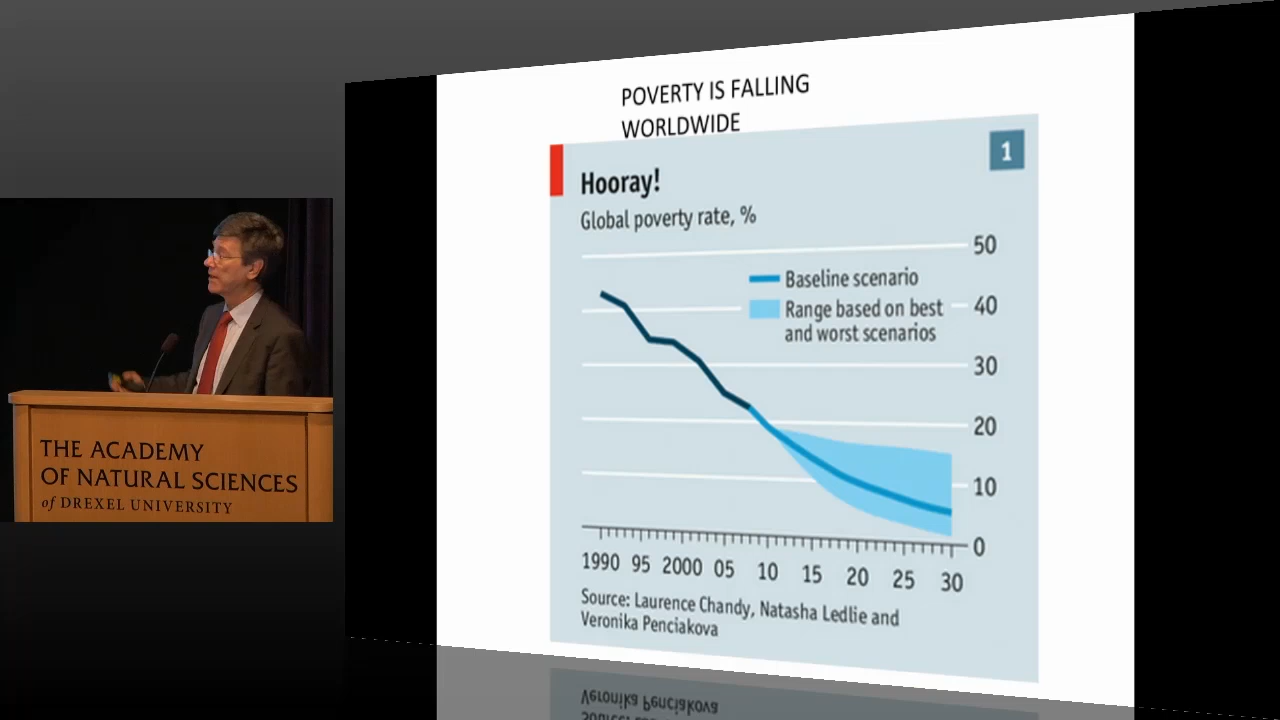 POVERTY IS FALLING
WORLDWIDE
1
Hooray!
Global poverty rate, %
50
Baseline scenario
Range based on best
and worst scenarios
40
30
20
10
0
1990 95 2000 05 10 15 20 25 30
Source: Laurence Chandy, Natasha Ledlie and
Veronika Penciakova
THE ACADEMY
OF NATURAL SCIENCES
of DREXEL UNIVERSITY